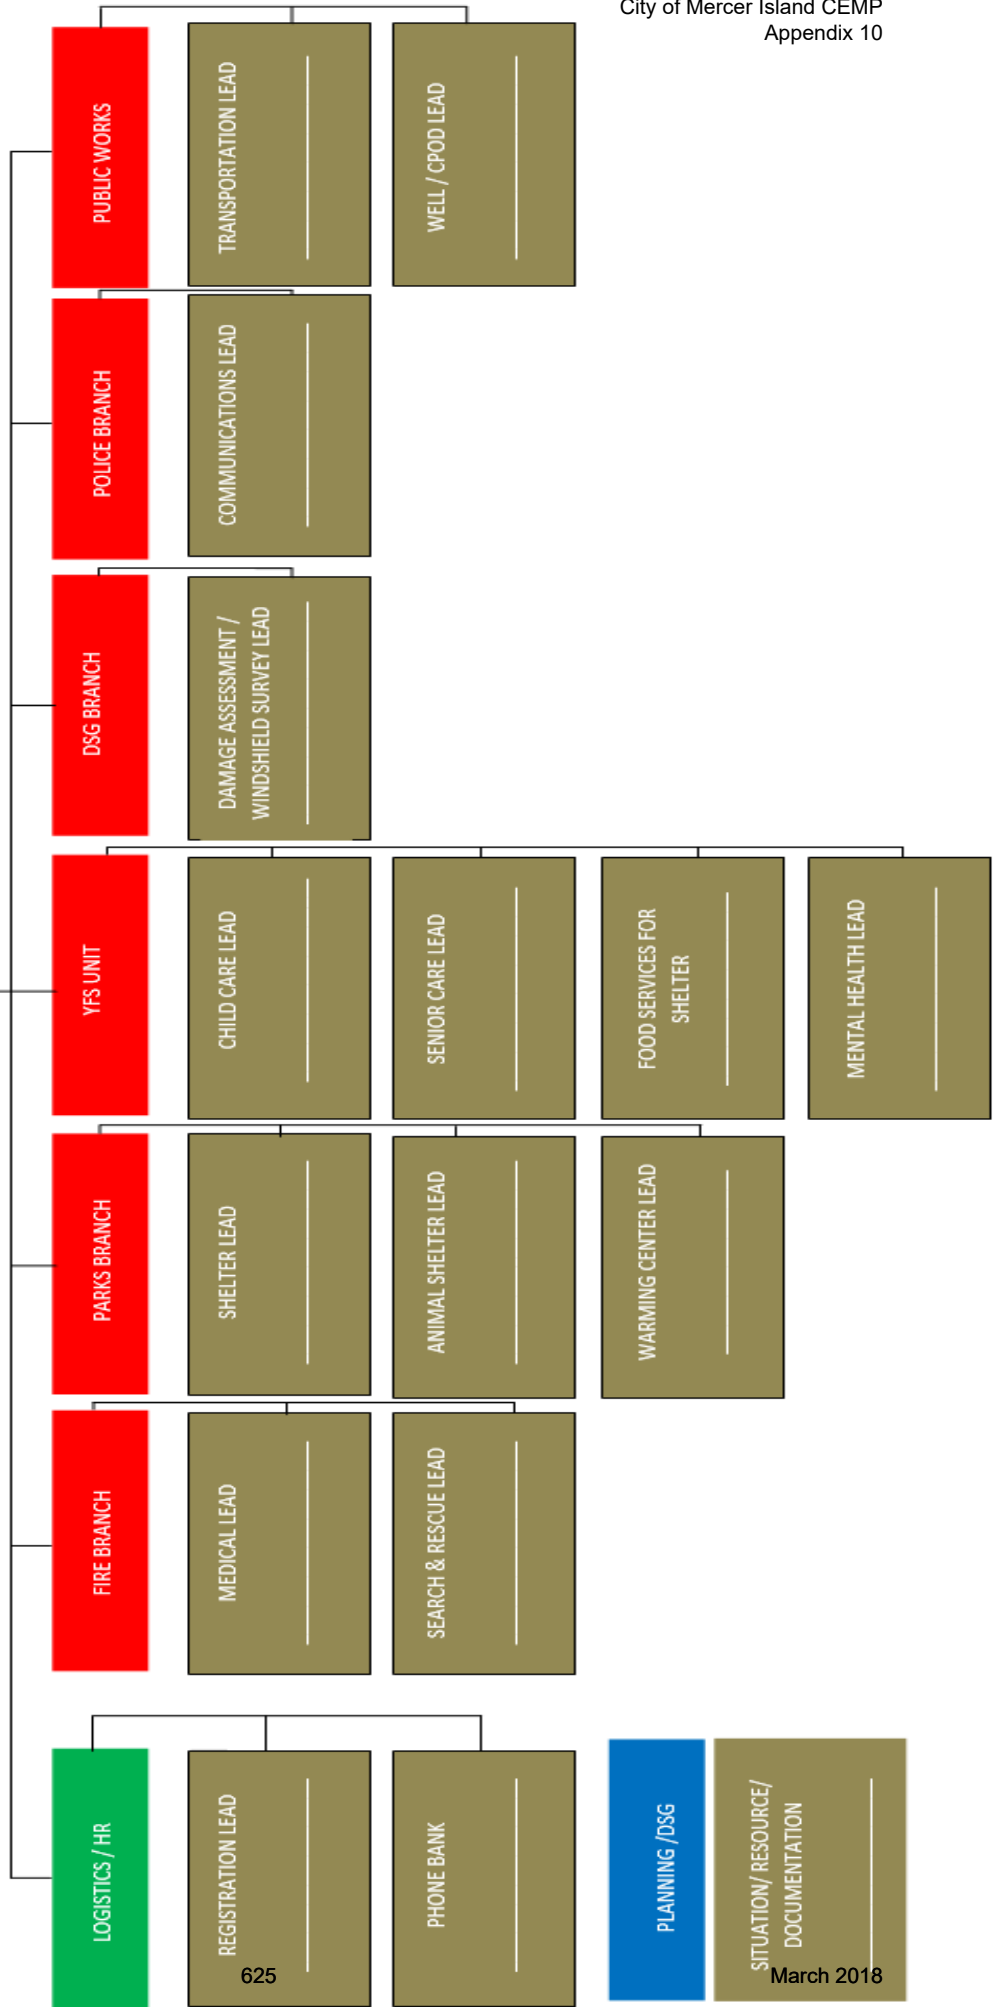 City of Mercer Island CEMP
Appendix 10
LOGISTICS / HR
REGISTRATION LEAD
PHONE BANK
PLANNING /DSG
SITUATION/ RESOURCE/
DOCUMENTATION
FIRE BRANCH
MEDICAL LEAD
SEARCH & RESCUE LEAD
PARKS BRANCH
SHELTER LEAD
ANIMAL SHELTER LEAD
WARMING CENTER LEAD
YFS UNIT
CHILD CARE LEAD
SENIOR CARE LEAD
FOOD SERVICES FOR
SHELTER
MENTAL HEALTH LEAD
DSG BRANCH
DAMAGE ASSESSMENT /
WINDSHIELD SURVEY LEAD
POLICE BRANCH
COMMUNICATIONS LEAD
PUBLIC WORKS
TRANSPORTATION LEAD
WELL / CPOD LEAD
625
March 2018